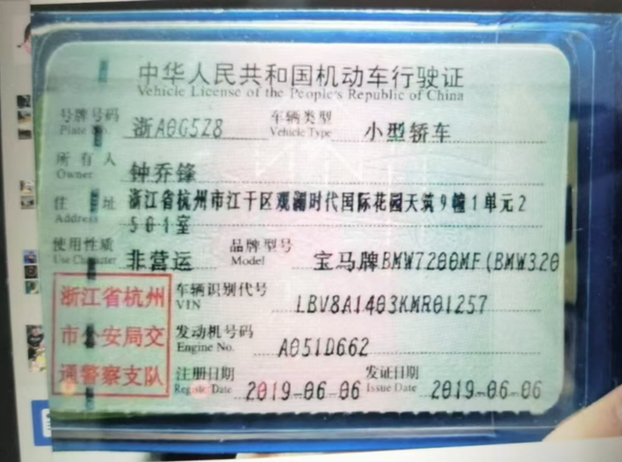 中华人民共和国机动车行驶证
Vehicle License of the People's Republic of China
号牌号码 浙A0G5Z8 车辆类型 小型轿车
Plate No. Vehicle Type
所有人 钟乔锋
Owner
住址 浙江省杭州市江干区观澜时代国际花园天筑9幢1单元2
Address 501室
使用性质 非营运 品牌型号 宝马牌BMW7200MF(BMW320
Use Character Model
浙江省杭州 车辆识别代号 LBV8A1403KMR01257
VIN
市公安局交 发动机号码 A051D662
Engine No.
通警察支队 注册日期 2019-06-06 发证日期 2019-06-06
Register Date Issue Date